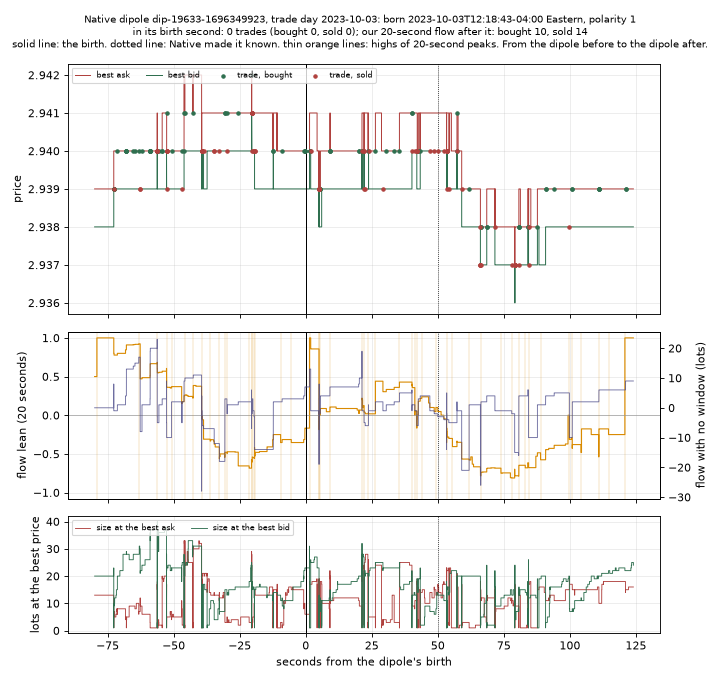 Native dipole dip-19633-1696349923, trade day 2023-10-03: born 2023-10-03T12:18:43-04:00 Eastern, polarity 1
in its birth second: 0 trades (bought 0, sold 0); our 20-second flow after it: bought 10, sold 14
solid line: the birth. dotted line: Native made it known. thin orange lines: highs of 20-second peaks. From the dipole before to the dipole after.
best ask best bid trade, bought trade, sold
2.942
2.941
2.940
2.939
2.938
2.937
2.936
price
1.0
0.5
0.0
−0.5
−1.0
flow lean (20 seconds)
20
10
0
−10
−20
−30
flow with no window (lots)
size at the best ask size at the best bid
40
30
20
10
0
lots at the best price
−75 −50 −25 0 25 50 75 100 125
seconds from the dipole's birth